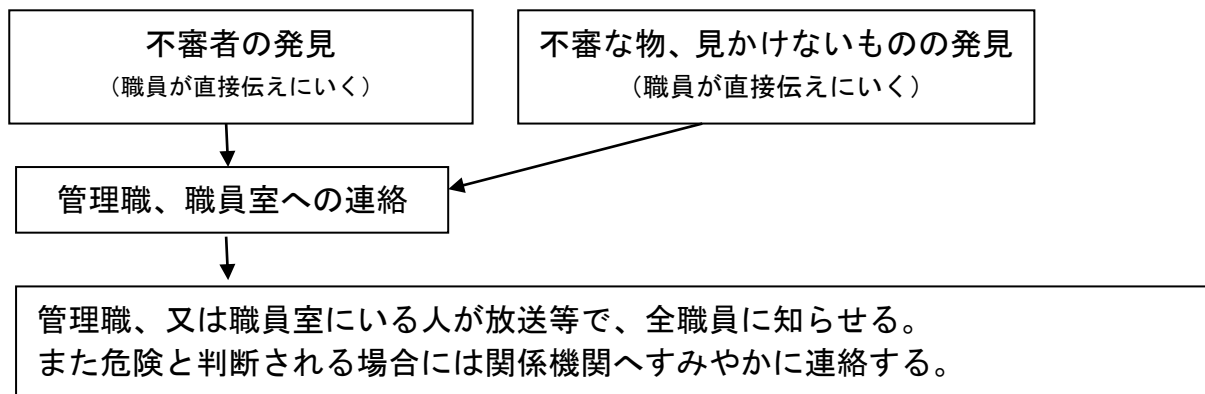 不審者の発見
（職員が直接伝えにいく）
不審な物、見かけないものの発見
（職員が直接伝えにいく）
管理職、職員室への連絡
管理職、又は職員室にいる人が放送等で、全職員に知らせる。
また危険と判断される場合には関係機関へすみやかに連絡する。